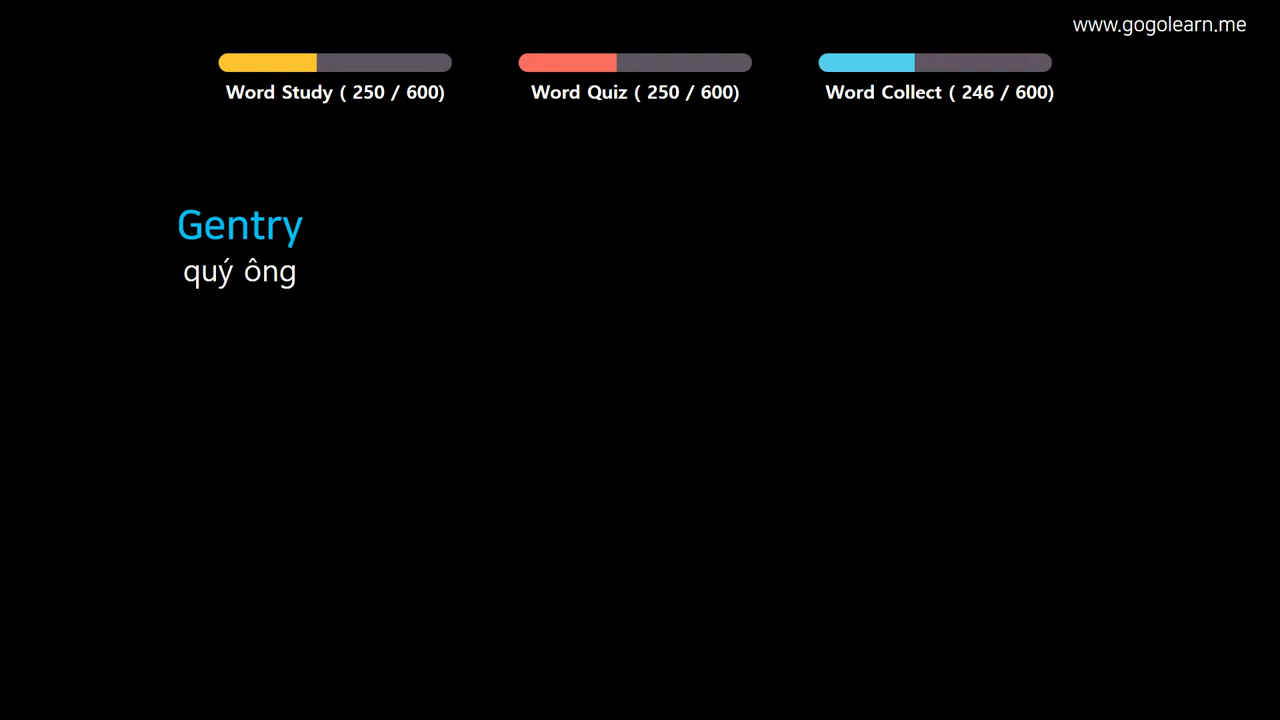 www.gogolearn.me
Word Study ( 250 / 600)
Word Quiz ( 250 / 600)
Word Collect ( 246 / 600)
Gentry
quý ông